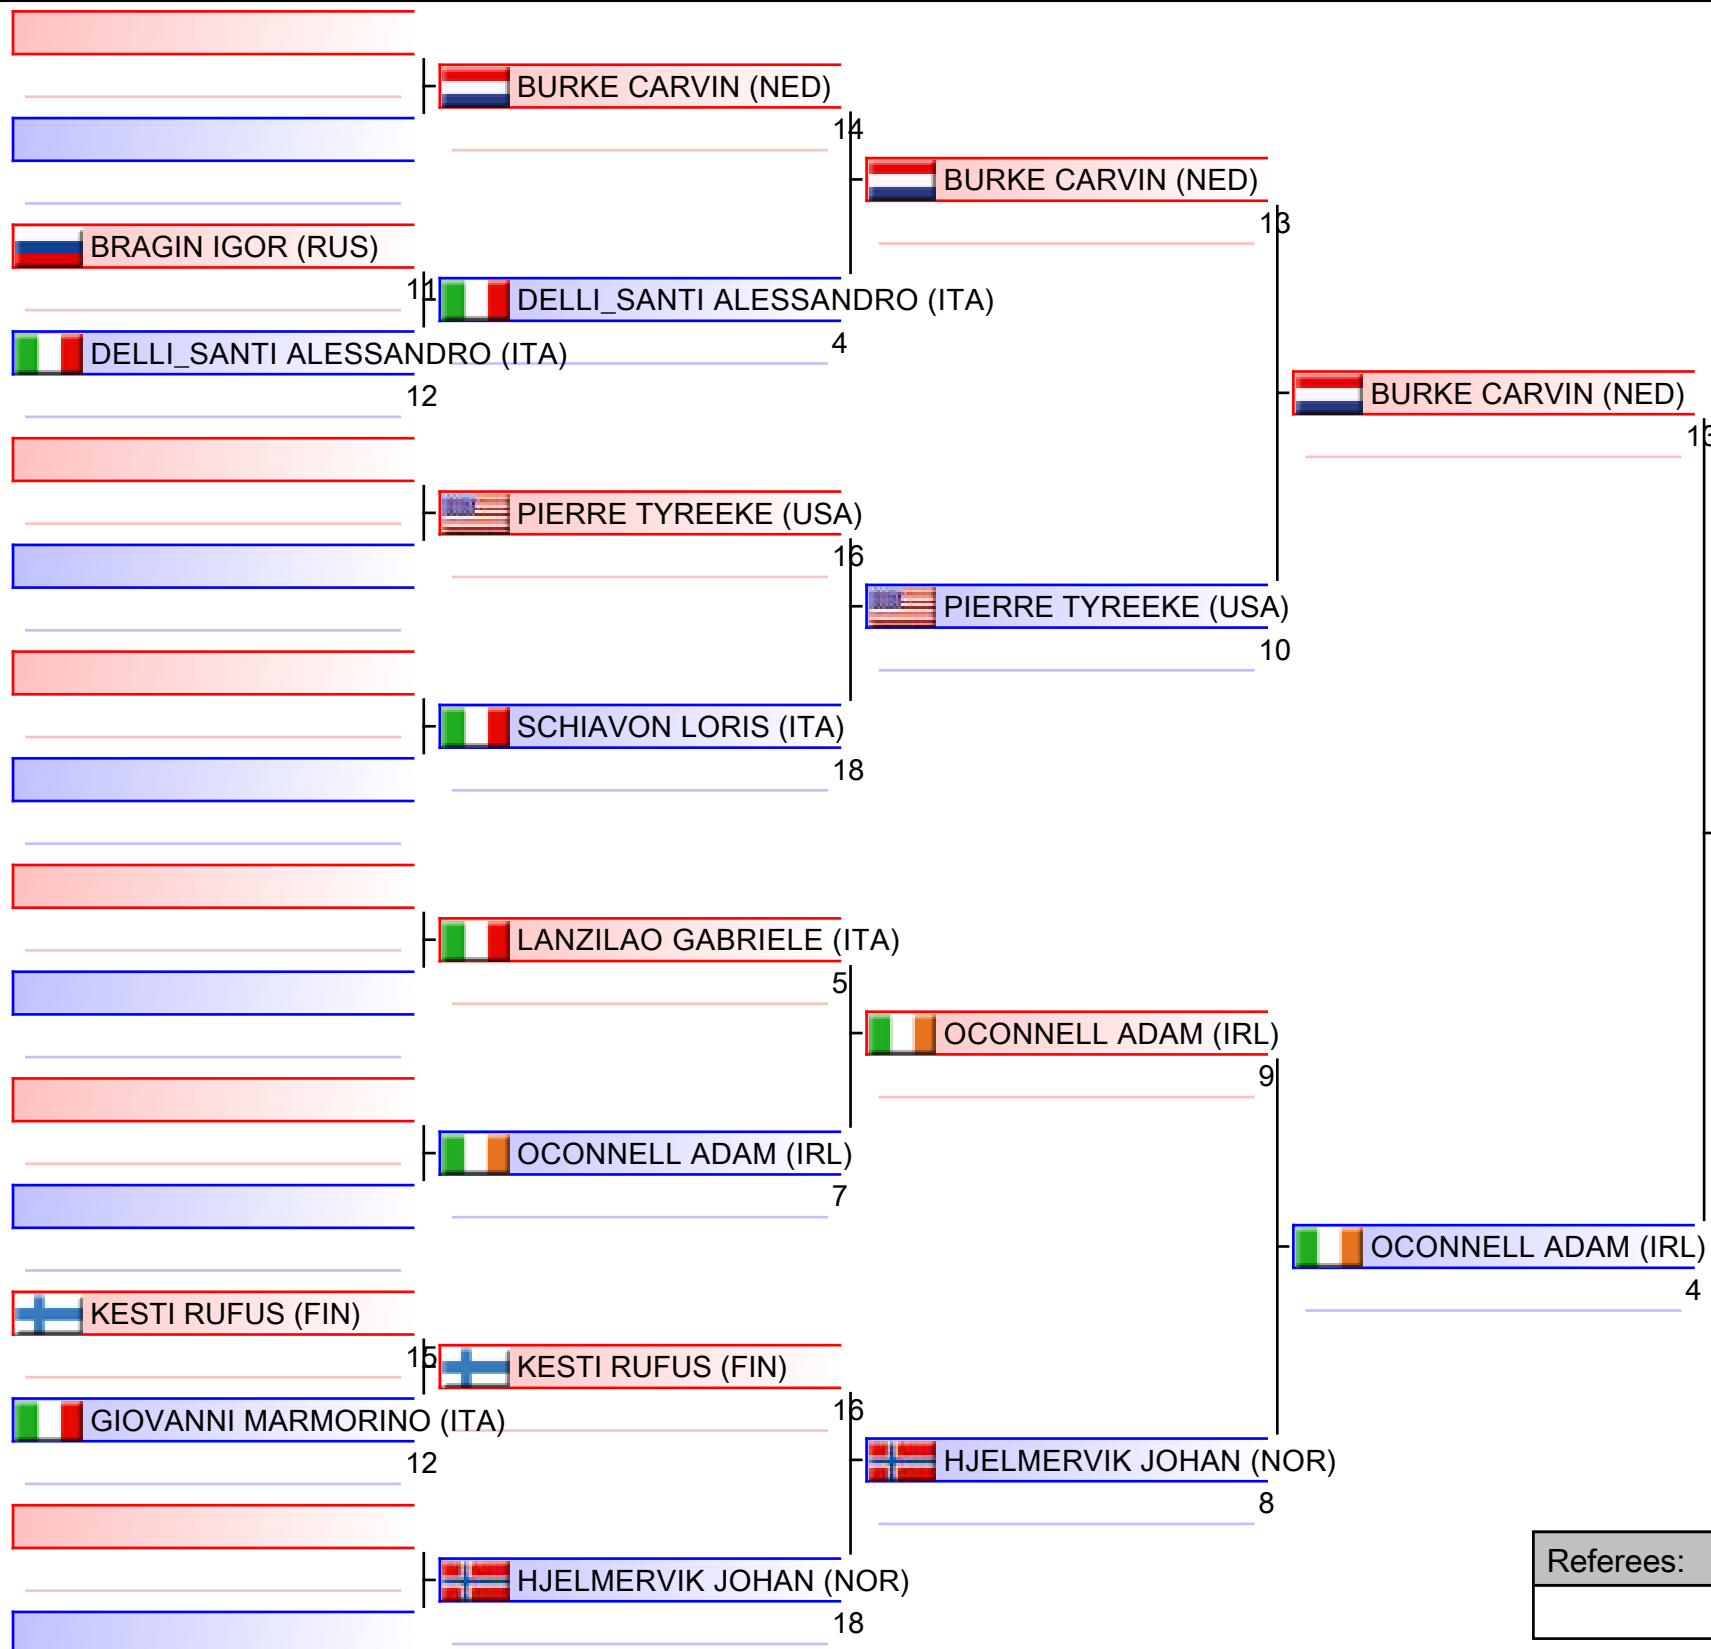 BURKE CARVIN (NED)
14
BURKE CARVIN (NED)
13
BRAGIN IGOR (RUS)
11
DELLI_SANTI ALESSANDRO (ITA)
4
DELLI_SANTI ALESSANDRO (ITA)
12
BURKE CARVIN (NED)
13
PIERRE TYREEKE (USA)
16
PIERRE TYREEKE (USA)
10
SCHIAVON LORIS (ITA)
18
LANZILAO GABRIELE (ITA)
5
OCONNELL ADAM (IRL)
9
OCONNELL ADAM (IRL)
7
OCONNELL ADAM (IRL)
4
KESTI RUFUS (FIN)
15
KESTI RUFUS (FIN)
16
GIOVANNI MARMORINO (ITA)
12
HJELMERVIK JOHAN (NOR)
8
HJELMERVIK JOHAN (NOR)
18
Referees: